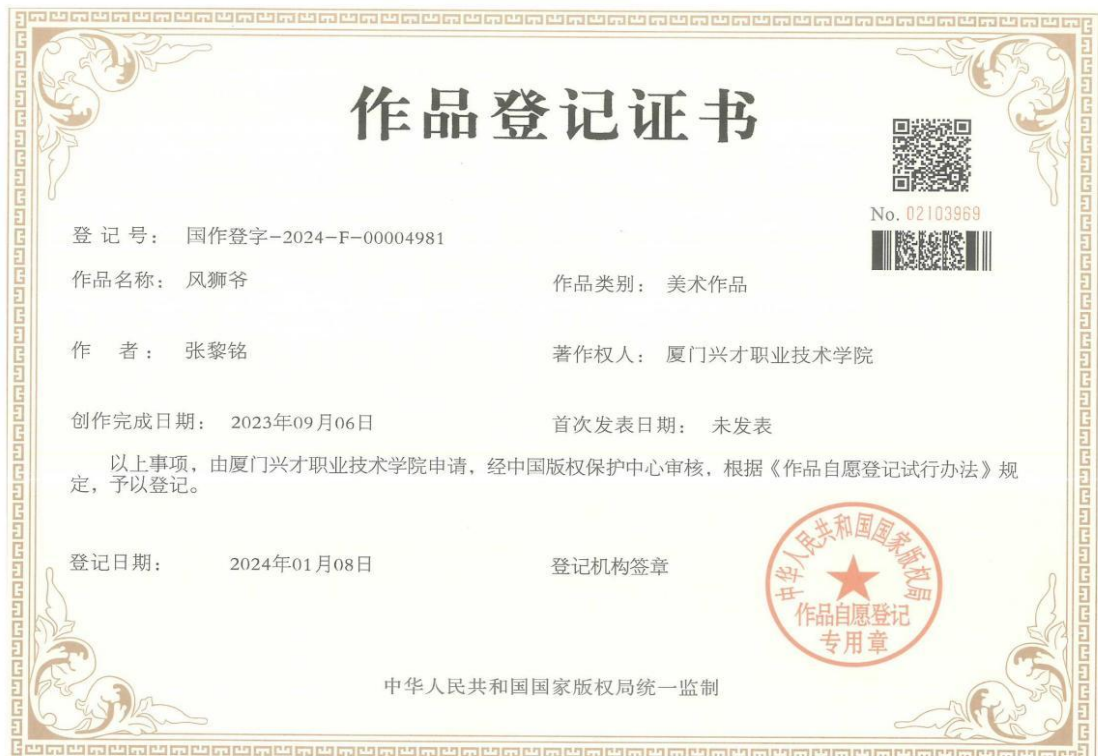 作品登记证书
No. 02103969
登 记 号： 国作登字-2024-F-00004981
作品名称： 风狮爷
作品类别： 美术作品
作 者： 张黎铭
著作权人： 厦门兴才职业技术学院
创作完成日期： 2023年09月06日
首次发表日期： 未发表
以上事项，由厦门兴才职业技术学院申请，经中国版权保护中心审核，根据《作品自愿登记试行办法》规
定，予以登记。
登记日期： 2024年01月08日
登记机构签章
中华人民共和国国家版权局
作品自愿登记
专用章
中华人民共和国国家版权局统一监制